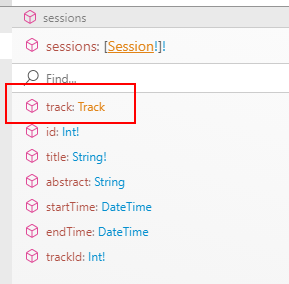 sessions
sessions: [Session!]!
Find...
track: Track
id: Int!
title: String!
abstract: String
startTime: DateTime
endTime: DateTime
trackId: Int!